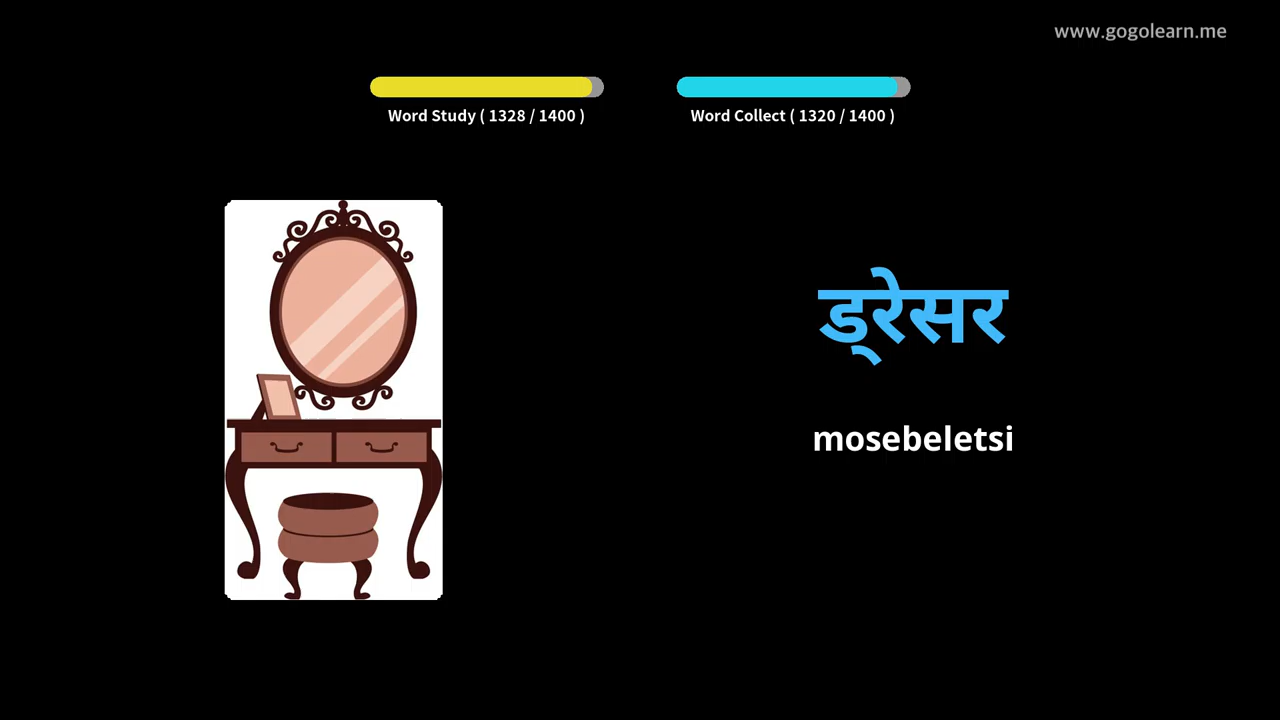 www.gogolearn.me
Word Study ( 1328 / 1400 )
Word Collect ( 1320 / 1400 )
ड्रेसर
mosebeletsi